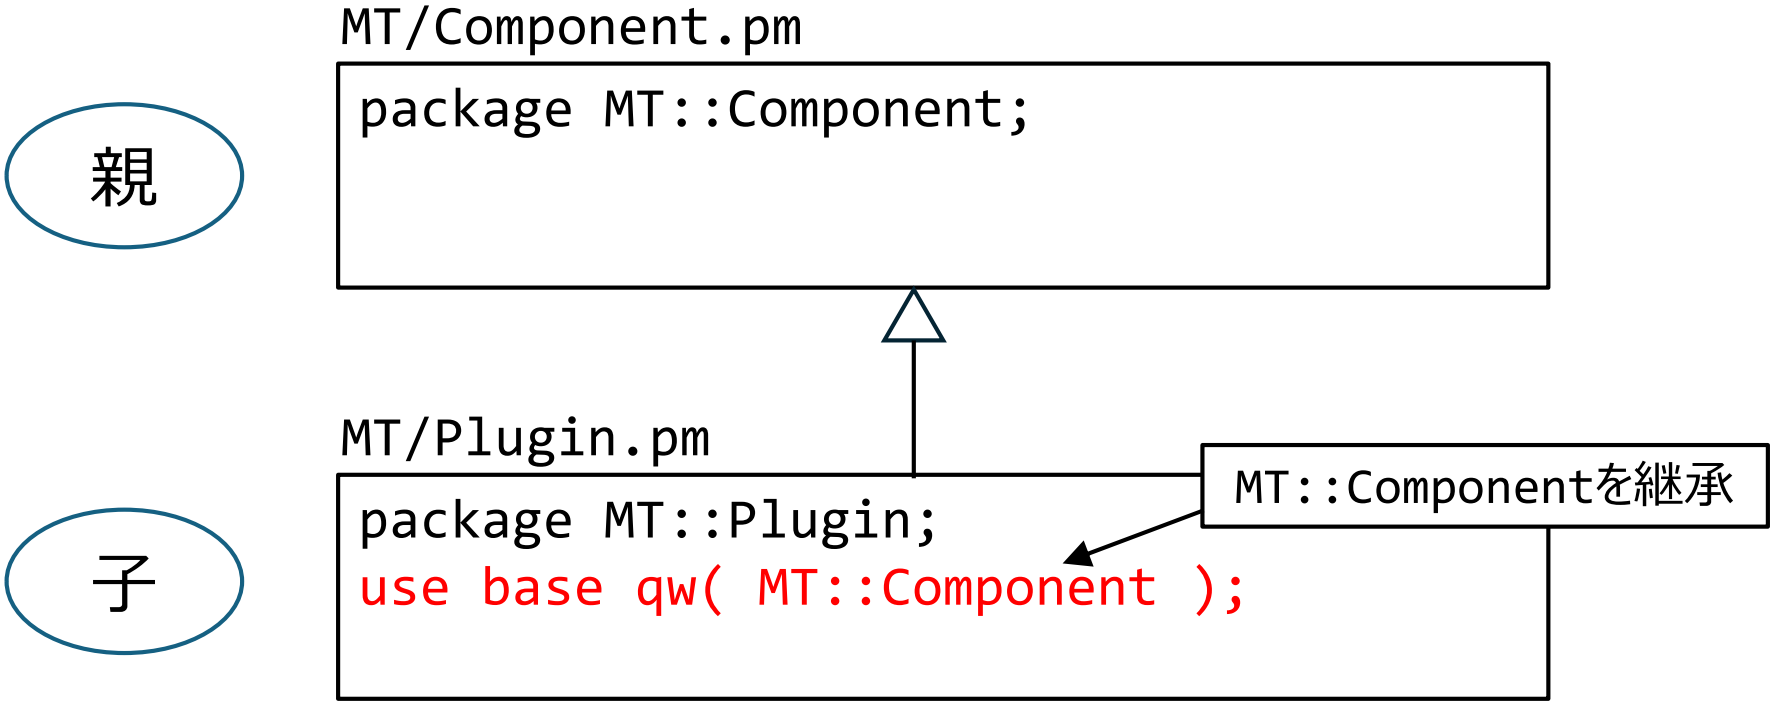 MT/Component.pm
package MT::Component;
親
MT/Plugin.pm
MT::Componentを継承
package MT::Plugin;
use base qw( MT::Component );
子